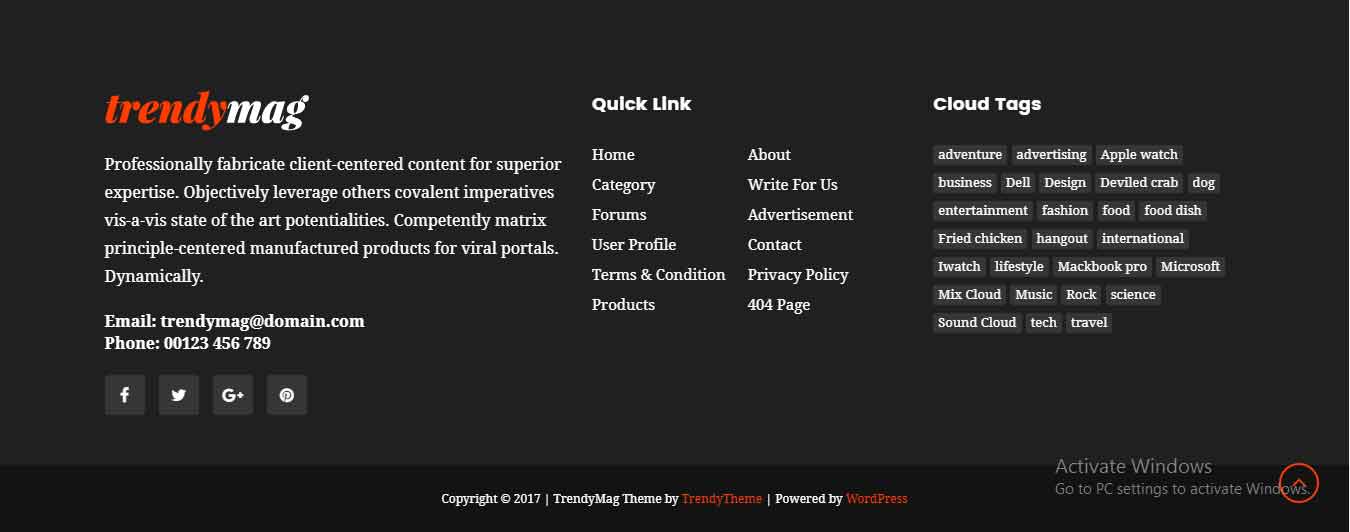 trendymag
Professionally fabricate client-centered content for superior
expertise. Objectively leverage others covalent imperatives
vis-a-vis state of the art potentialities. Competently matrix
principle-centered manufactured products for viral portals.
Dynamically.
Email: trendymag@domain.com
Phone: 00123 456 789
G+
Quick Link
Home
Category
Forums
User Profile
Terms & Condition
Products
About
Write For Us
Advertisement
Contact
Privacy Policy
404 Page
Cloud Tags
adventure advertising Apple watch
business Dell Design Deviled crab dog
entertainment fashion food food dish
Fried chicken hangout international
Iwatch lifestyle Mackbook pro Microsoft
Mix Cloud Music Rock science
Sound Cloud tech travel
Activate Windows
Go to PC settings to activate Windows.
Copyright © 2017 | TrendyMag Theme by TrendyTheme | Powered by WordPress